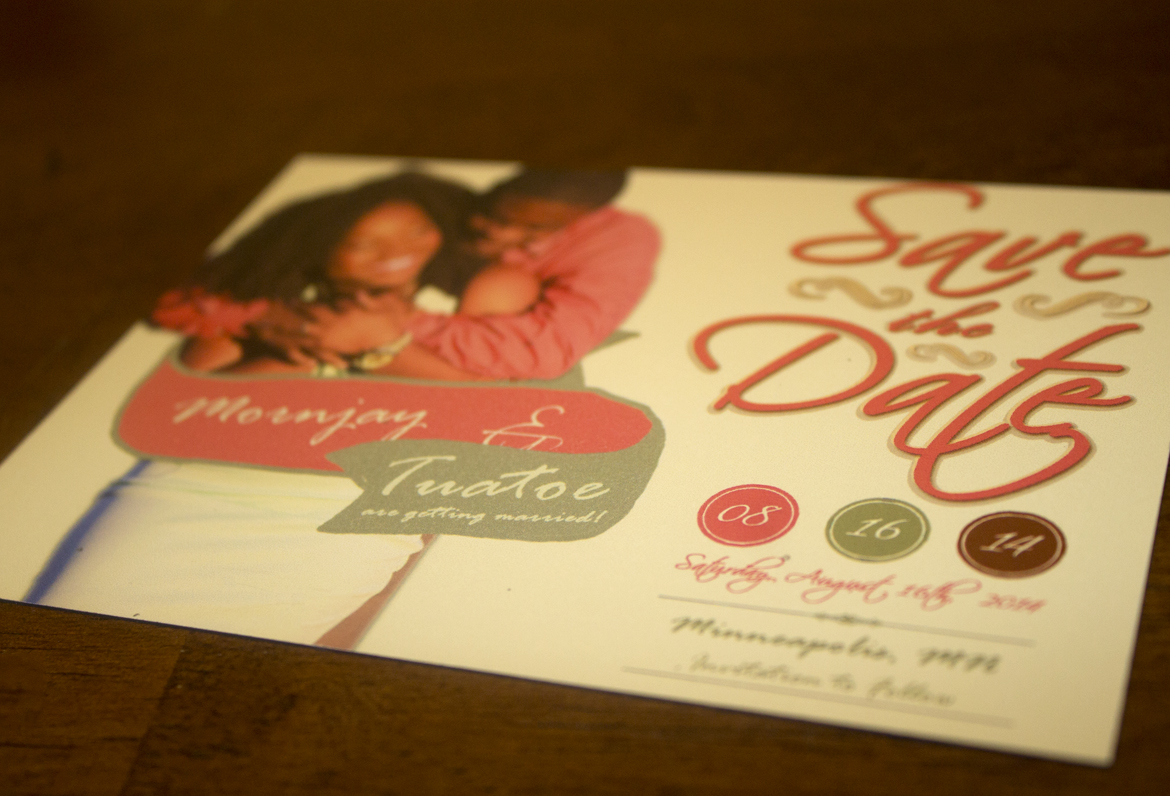 Mornjay &
Tuatoe
are getting married!
Save
the
Date
08 16 14
Saturday, August 16th 2014
Minneapolis, MN
Invitation to follow